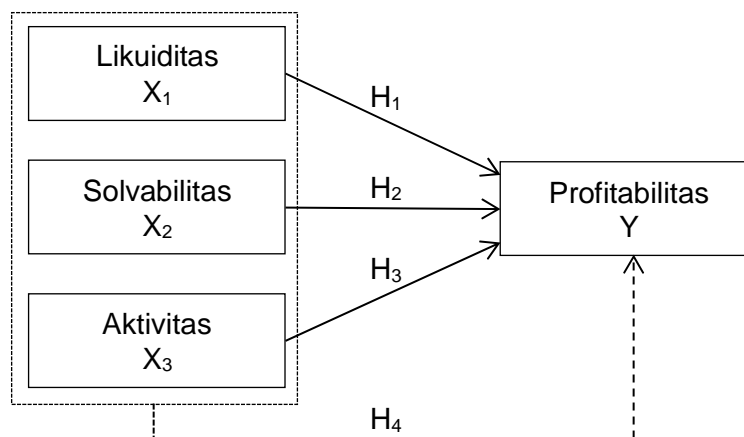 Likuiditas
X₁
H₁
Solvabilitas
X₂
H₂
Profitabilitas
Y
H₃
Aktivitas
X₃
H₄